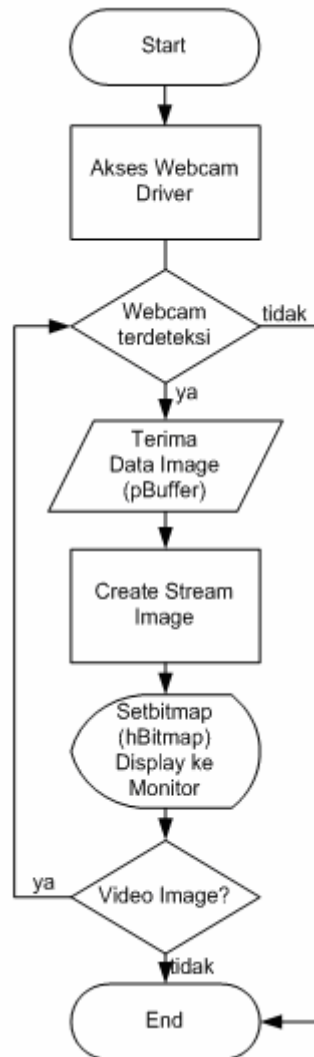 Start
Akses Webcam
Driver
Webcam
terdeteksi
tidak
ya
Terima
Data Image
(pBuffer)
Create Stream
Image
Setbitmap
(hBitmap)
Display ke
Monitor
ya
Video Image?
tidak
End